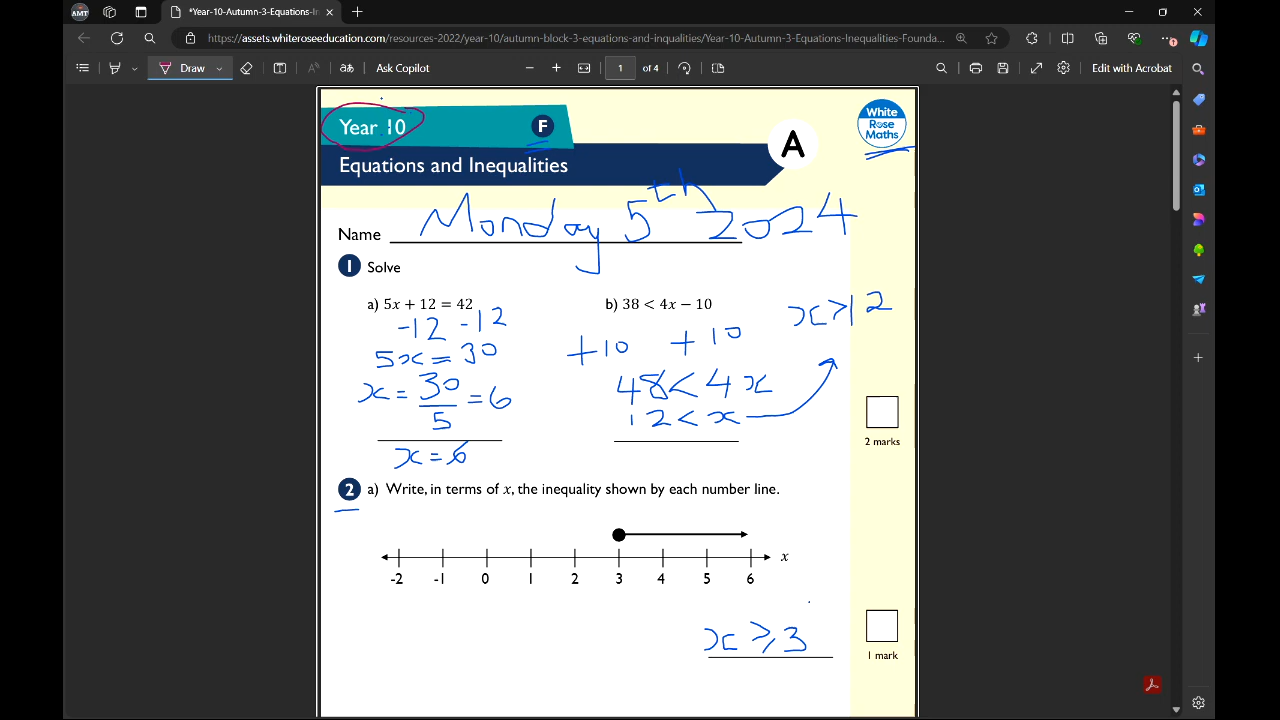 AMT
*Year-10-Autumn-3-Equations-In
https://assets.whiteroseeducation.com/resources-2022/year-10/autumn-block-3-equations-and-inqualities/Year-10-Autumn-3-Equations-Inequalities-Founda...
Draw
Ask Copilot
1 of 4
Edit with Acrobat
Year 10
F
A
White
Rose
Maths
Equations and Inequalities
Name Monday 5th 2024
1 Solve
a) 5x + 12 = 42
b) 38 < 4x − 10
x > 12
-12 -12
+10 +10
5x = 30
48 < 4x
x = 30/5 = 6
12 < x
2 marks
x = 6
2 a) Write, in terms of x, the inequality shown by each number line.
-2 -1 0 1 2 3 4 5 6 x
x ⩾ 3
1 mark